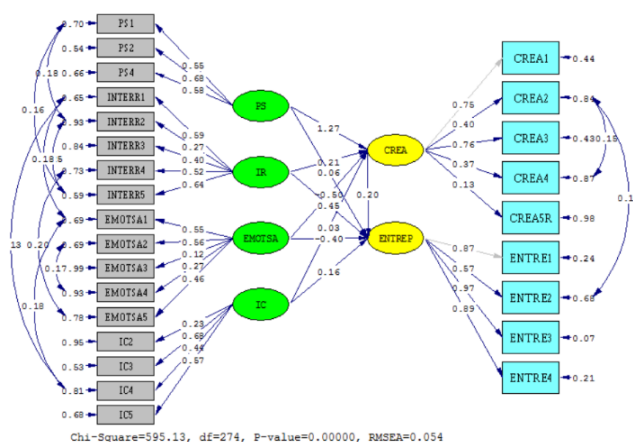 0.70 PS1
0.54 PS2
0.66 PS4
0.65 INTERR1
0.93 INTERR2
0.84 INTERR3
0.73 INTERR4
0.59 INTERR5
0.69 EMOTSA1
0.69 EMOTSA2
0.99 EMOTSA3
0.93 EMOTSA4
0.78 EMOTSA5
0.95 IC2
0.53 IC3
0.81 IC4
0.68 IC5
0.18
0.16
0.20
0.17
0.18
13
0.55
0.68
0.58
0.59
0.27
0.40
0.52
0.64
0.55
0.56
0.12
0.27
0.46
0.23
0.68
0.44
0.57
PS
IR
EMOTSA
IC
1.27
0.21
0.06
0.45
0.03
0.20
0.16
CREA
ENTREP
0.75
0.40
0.76
0.37
0.13
0.87
0.57
0.97
0.89
CREA1 0.44
CREA2 0.84
CREA3 0.43
CREA4 0.87
CREA5R 0.98
ENTRE1 0.24
ENTRE2 0.68
ENTRE3 0.07
ENTRE4 0.21
0.1
Chi-Square=595.13, df=274, P-value=0.00000, RMSEA=0.054